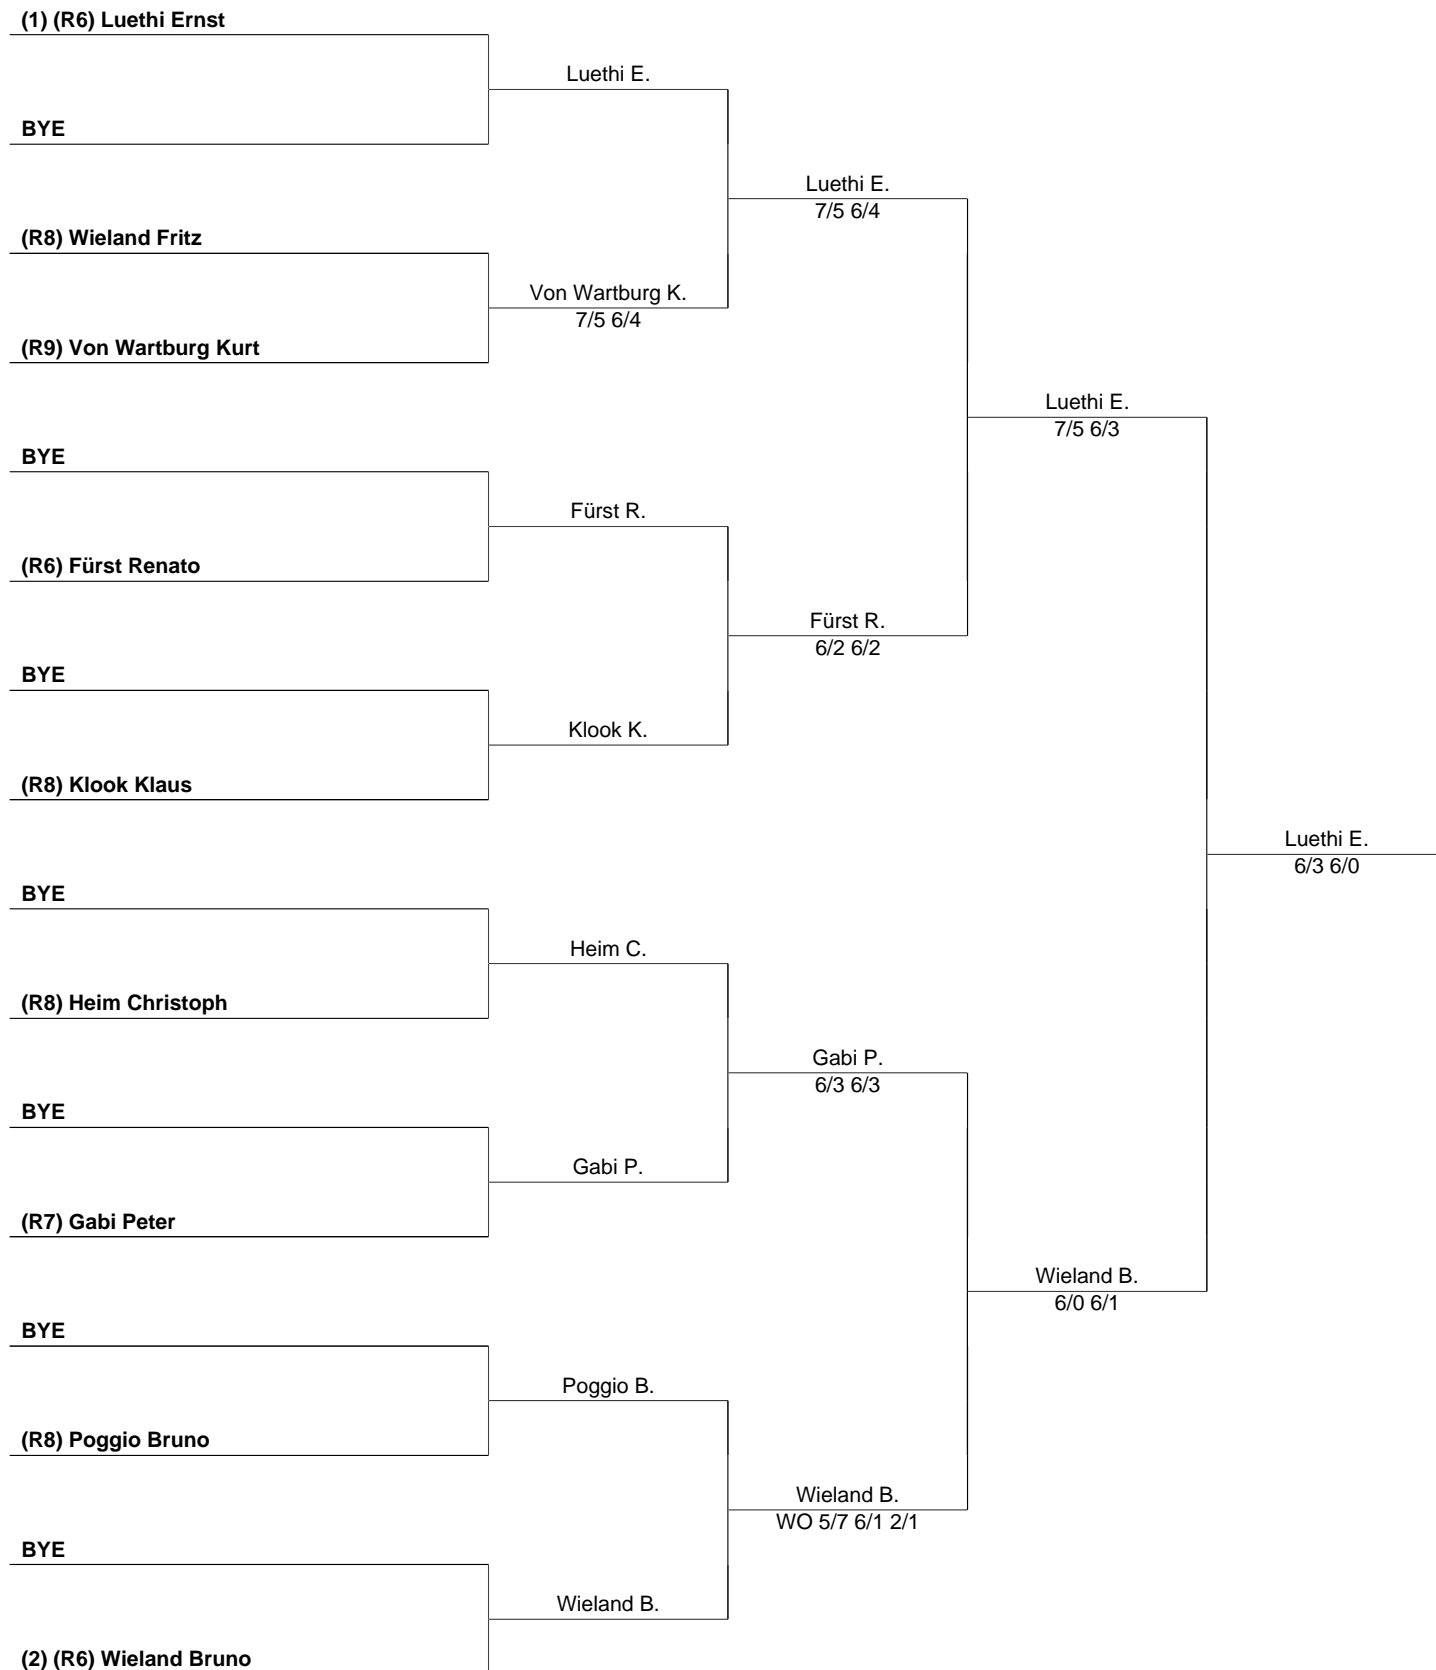 (1) (R6) Luethi Ernst
Luethi E.
BYE
Luethi E.
7/5 6/4
(R8) Wieland Fritz
Von Wartburg K.
7/5 6/4
(R9) Von Wartburg Kurt
Luethi E.
7/5 6/3
BYE
Fürst R.
(R6) Fürst Renato
Fürst R.
6/2 6/2
BYE
Klook K.
(R8) Klook Klaus
Luethi E.
6/3 6/0
BYE
Heim C.
(R8) Heim Christoph
Gabi P.
6/3 6/3
BYE
Gabi P.
(R7) Gabi Peter
Wieland B.
6/0 6/1
BYE
Poggio B.
(R8) Poggio Bruno
Wieland B.
WO 5/7 6/1 2/1
BYE
Wieland B.
(2) (R6) Wieland Bruno